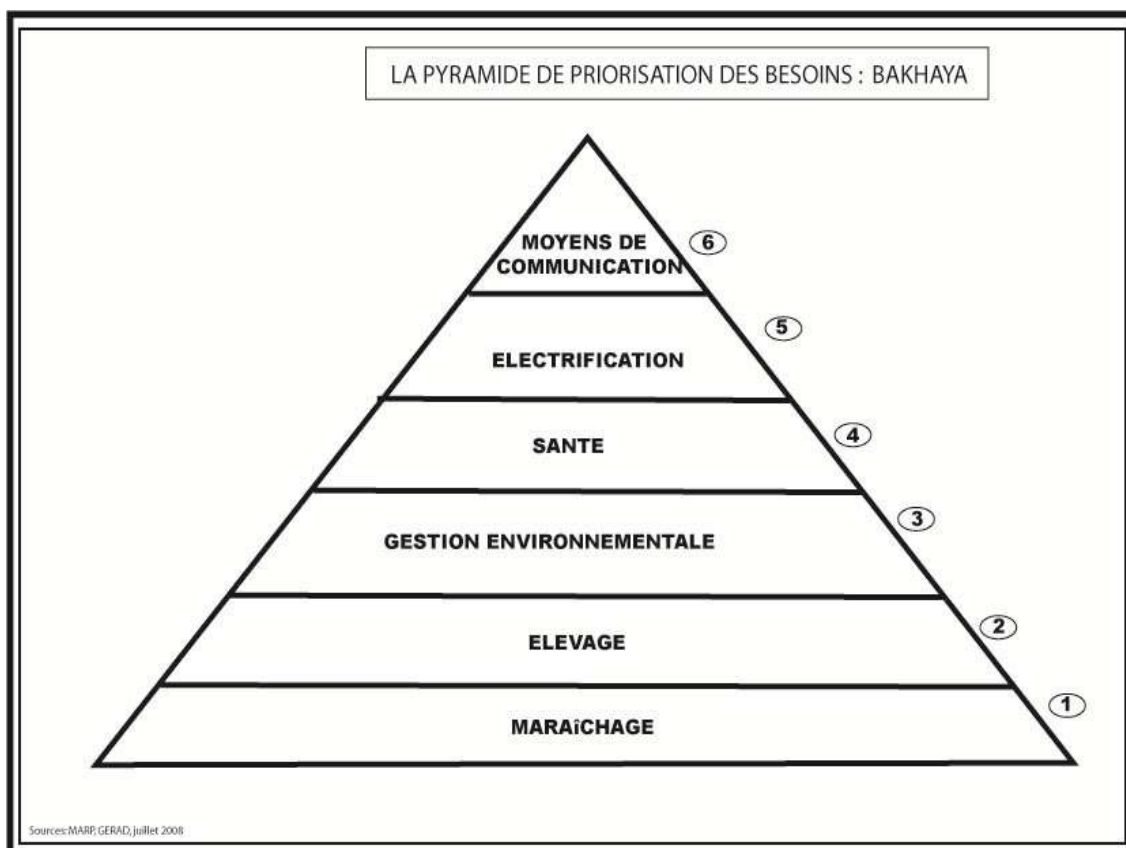 LA PYRAMIDE DE PRIORISATION DES BESOINS : BAKHAYA
MOYENS DE
COMMUNICATION
6
5
ELECTRIFICATION
4
SANTE
3
GESTION ENVIRONNEMENTALE
2
ELEVAGE
1
MARAîCHAGE
Sources: MARP, GERAD, juillet 2008